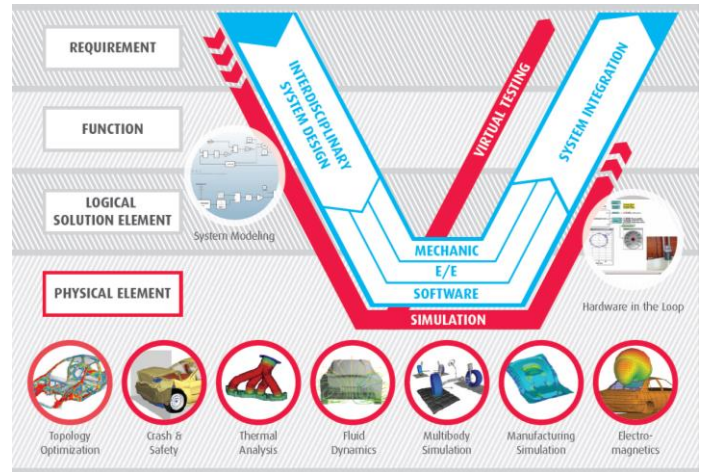 REQUIREMENT
FUNCTION
LOGICAL
SOLUTION ELEMENT
PHYSICAL ELEMENT
INTERDISCIPLINARY
SYSTEM DESIGN
VIRTUAL TESTING
SYSTEM INTEGRATION
System Modeling
MECHANIC
E/E
SOFTWARE
SIMULATION
Hardware in the Loop
Topology
Optimization
Crash &
Safety
Thermal
Analysis
Fluid
Dynamics
Multibody
Simulation
Manufacturing
Simulation
Electro-
magnetics